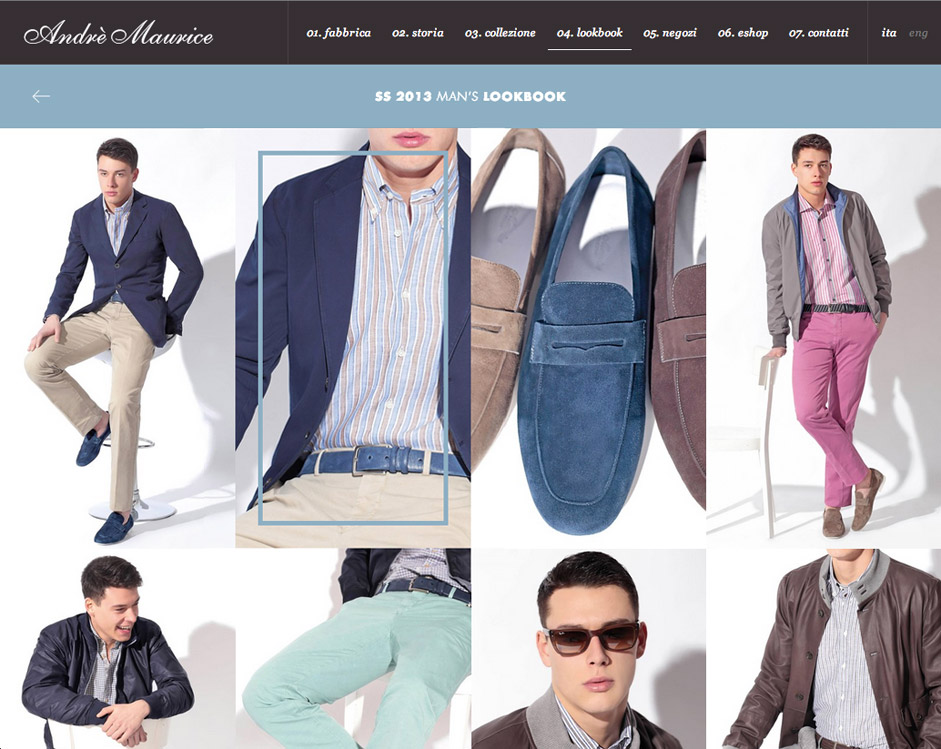 Andrè Maurice
01. fabbrica 02. storia 03. collezione 04. lookbook 05. negozi 06. eshop 07. contatti ita eng
SS 2013 MAN'S LOOKBOOK